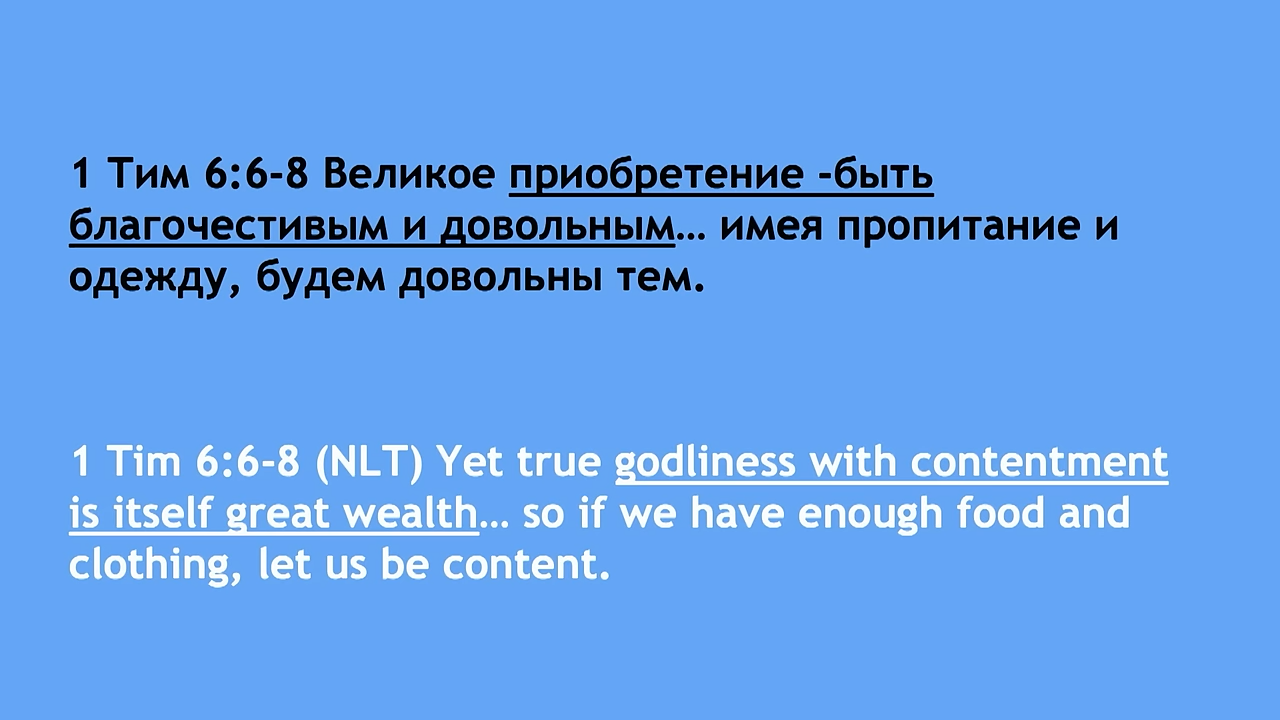 1 Тим 6:6-8 Великое приобретение -быть
благочестивым и довольным… имея пропитание и
одежду, будем довольны тем.
1 Tim 6:6-8 (NLT) Yet true godliness with contentment
is itself great wealth… so if we have enough food and
clothing, let us be content.